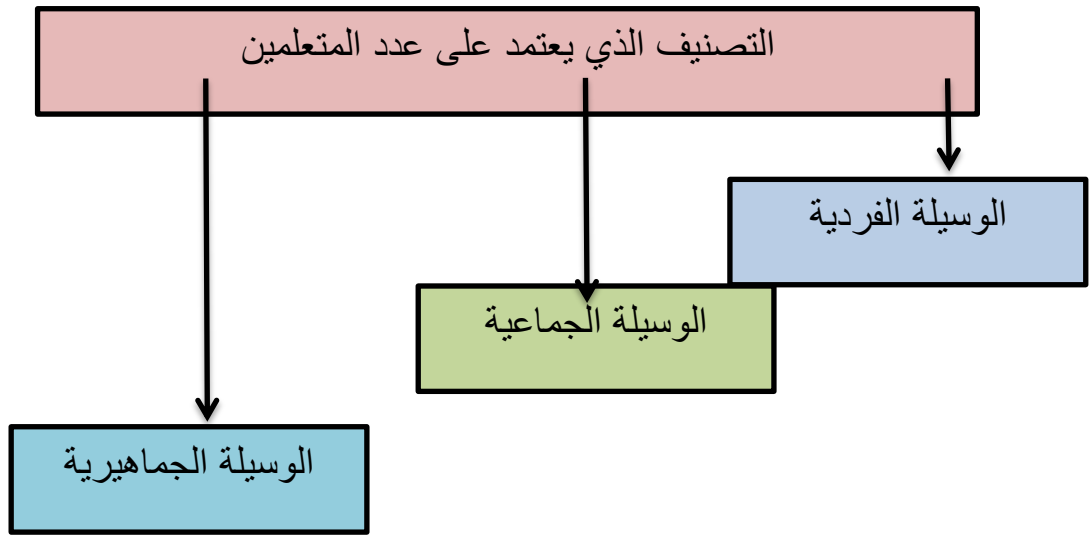 التصنيف الذي يعتمد على عدد المتعلمين
الوسيلة الفردية
الوسيلة الجماعية
الوسيلة الجماهيرية